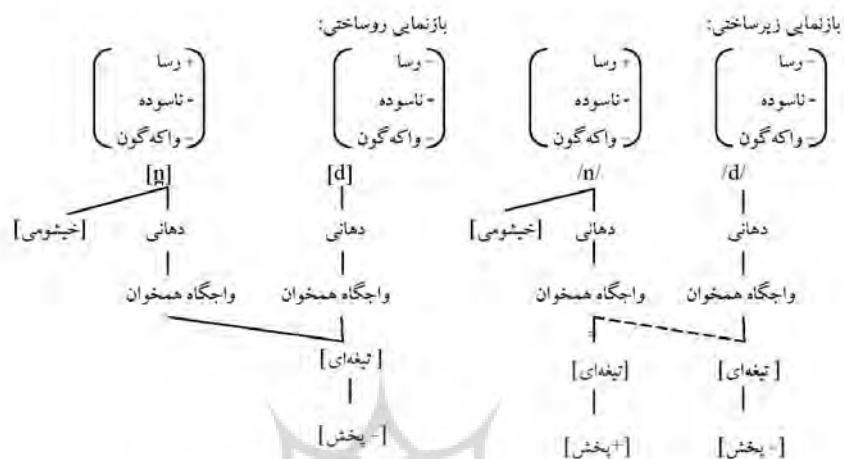 بازنمایی زیرساختی: بازنمایی روساختی:
– رسا + رسا – رسا + رسا
- ناسوده - ناسوده - ناسوده - ناسوده
– واکه‌گون – واکه‌گون – واکه‌گون – واکه‌گون
/d/ /n/ [d] [n̪]
دهانی دهانی [خیشومی] دهانی دهانی [خیشومی]
واجگاه همخوان واجگاه همخوان واجگاه همخوان واجگاه همخوان
[تیغه‌ای] [تیغه‌ای] [تیغه‌ای]
[- پخش] [+پخش] [- پخش]